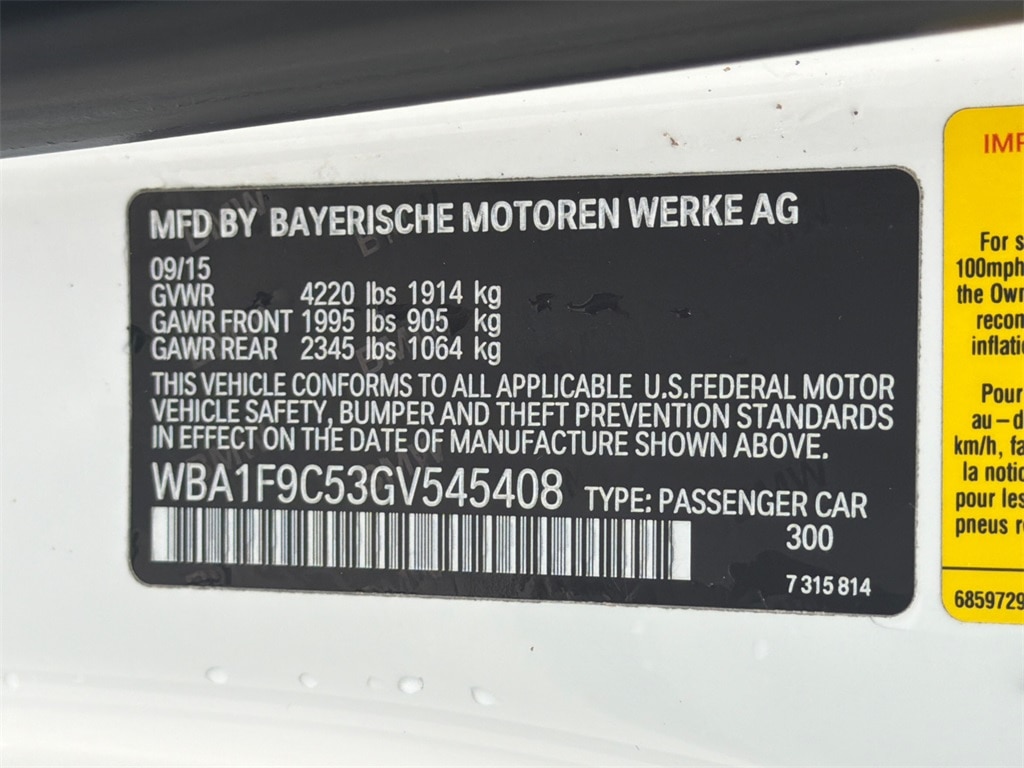 MFD BY BAYERISCHE MOTOREN WERKE AG
09/15
GVWR 4220 lbs 1914 kg
GAWR FRONT 1995 lbs 905 kg
GAWR REAR 2345 lbs 1064 kg
THIS VEHICLE CONFORMS TO ALL APPLICABLE U.S.FEDERAL MOTOR
VEHICLE SAFETY, BUMPER AND THEFT PREVENTION STANDARDS
IN EFFECT ON THE DATE OF MANUFACTURE SHOWN ABOVE.
WBA1F9C53GV545408 TYPE: PASSENGER CAR
300
7 315 814
IMP
For s
100mph
the Own
recon
inflatio
Pour
au-d
km/h, fa
la notic
pour les
pneus r
6859729